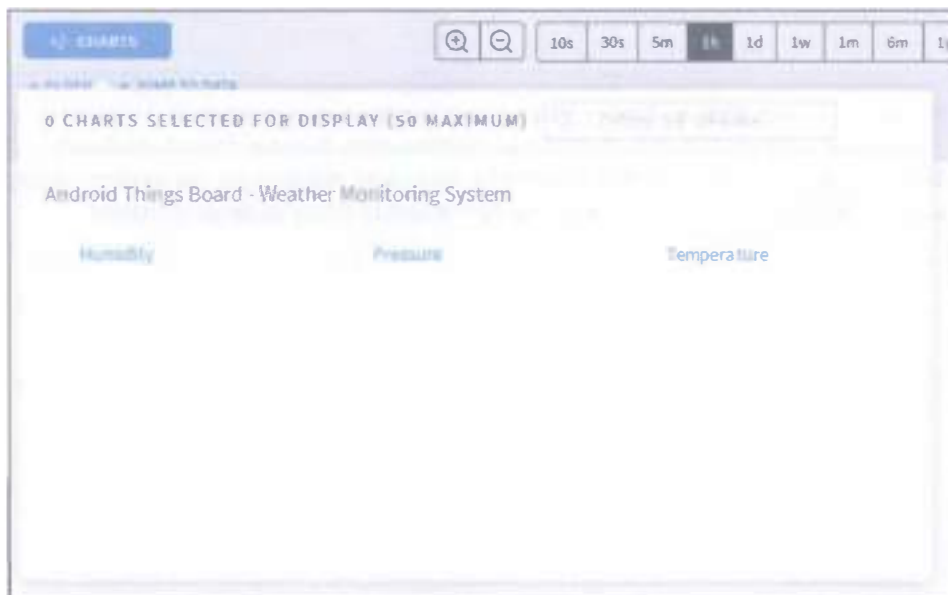 CHARTS
10s 30s 5m 1h 1d 1w 1m 6m
0 CHARTS SELECTED FOR DISPLAY (50 MAXIMUM)
Android Things Board - Weather Monitoring System
Humidity Pressure Temperature